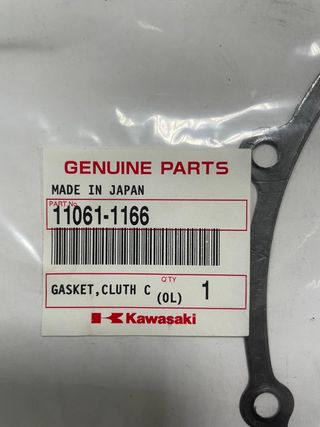 GENUINE PARTS
MADE IN JAPAN
PART No.
11061-1166
Q'TY
GASKET,CLUTH C (OL) 1
Kawasaki